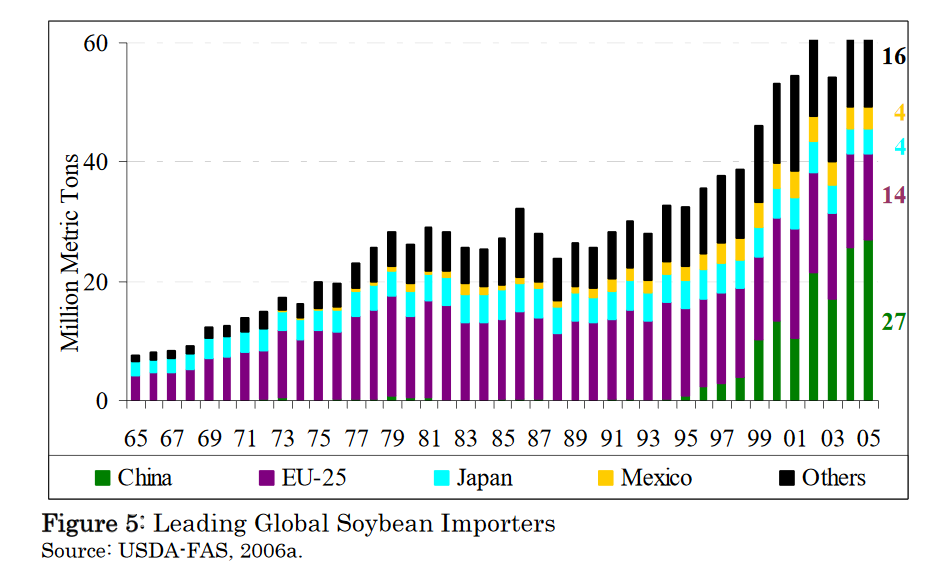 60
16
4
40
4
14
27
20
0
Million Metric Tons
65 67 69 71 73 75 77 79 81 83 85 87 89 91 93 95 97 99 01 03 05
China EU-25 Japan Mexico Others
Figure 5: Leading Global Soybean Importers
Source: USDA-FAS, 2006a.